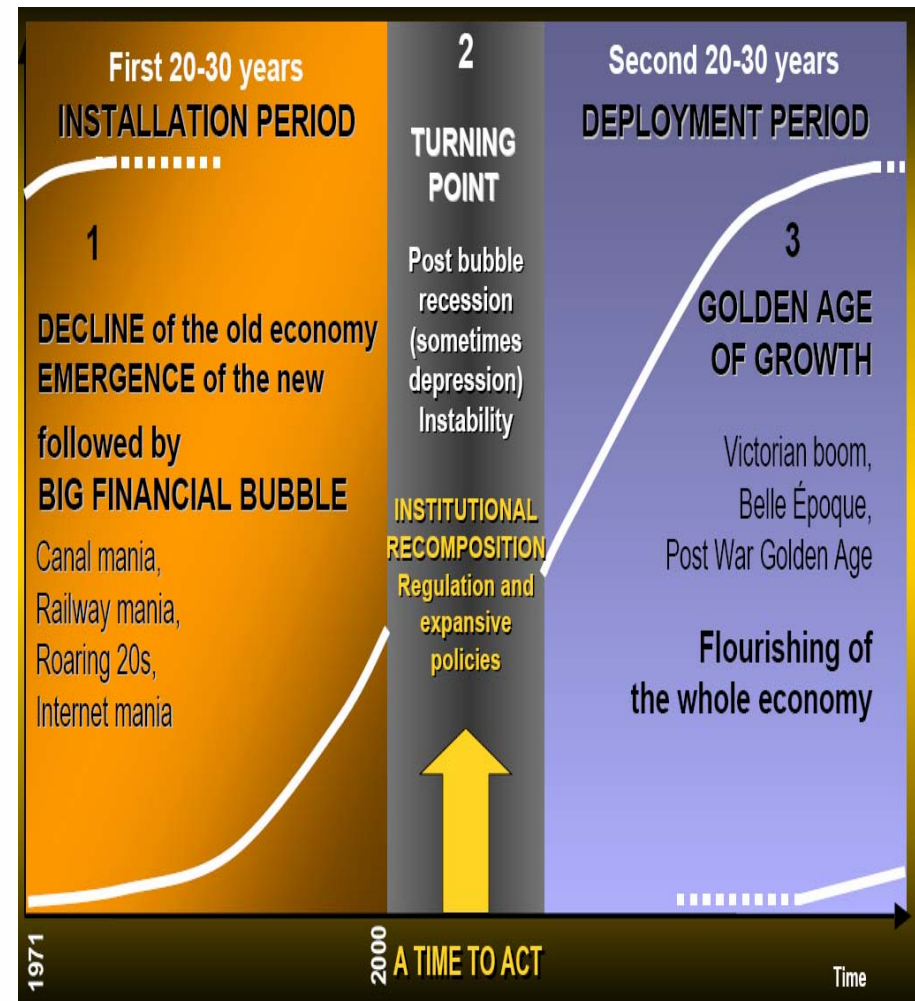 First 20-30 years
INSTALLATION PERIOD
1
DECLINE of the old economy
EMERGENCE of the new
followed by
BIG FINANCIAL BUBBLE
Canal mania,
Railway mania,
Roaring 20s,
Internet mania
2
TURNING
POINT
Post bubble
recession
(sometimes
depression)
Instability
INSTITUTIONAL
RECOMPOSITION
Regulation and
expansive
policies
Second 20-30 years
DEPLOYMENT PERIOD
3
GOLDEN AGE
OF GROWTH
Victorian boom,
Belle Époque,
Post War Golden Age
Flourishing of
the whole economy
1971
2000
A TIME TO ACT
Time